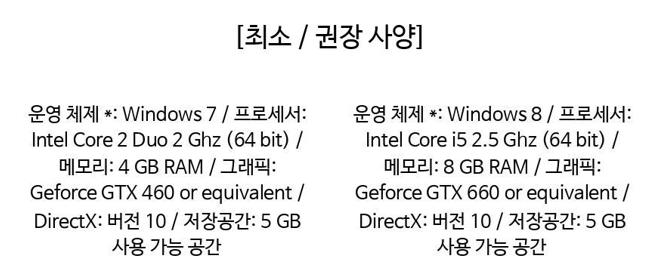 [최소 / 권장 사양]
운영 체제 *: Windows 7 / 프로세서:
Intel Core 2 Duo 2 Ghz (64 bit) /
메모리: 4 GB RAM / 그래픽:
Geforce GTX 460 or equivalent /
DirectX: 버전 10 / 저장공간: 5 GB
사용 가능 공간
운영 체제 *: Windows 8 / 프로세서:
Intel Core i5 2.5 Ghz (64 bit) /
메모리: 8 GB RAM / 그래픽:
Geforce GTX 660 or equivalent /
DirectX: 버전 10 / 저장공간: 5 GB
사용 가능 공간